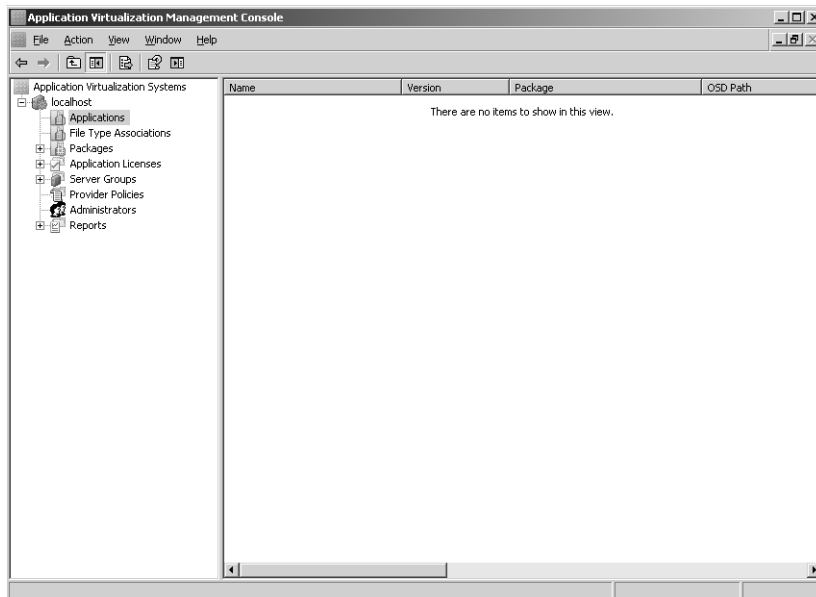 Application Virtualization Management Console
File Action View Window Help
Application Virtualization Systems
localhost
Applications
File Type Associations
Packages
Application Licenses
Server Groups
Provider Policies
Administrators
Reports
Name Version Package OSD Path
There are no items to show in this view.